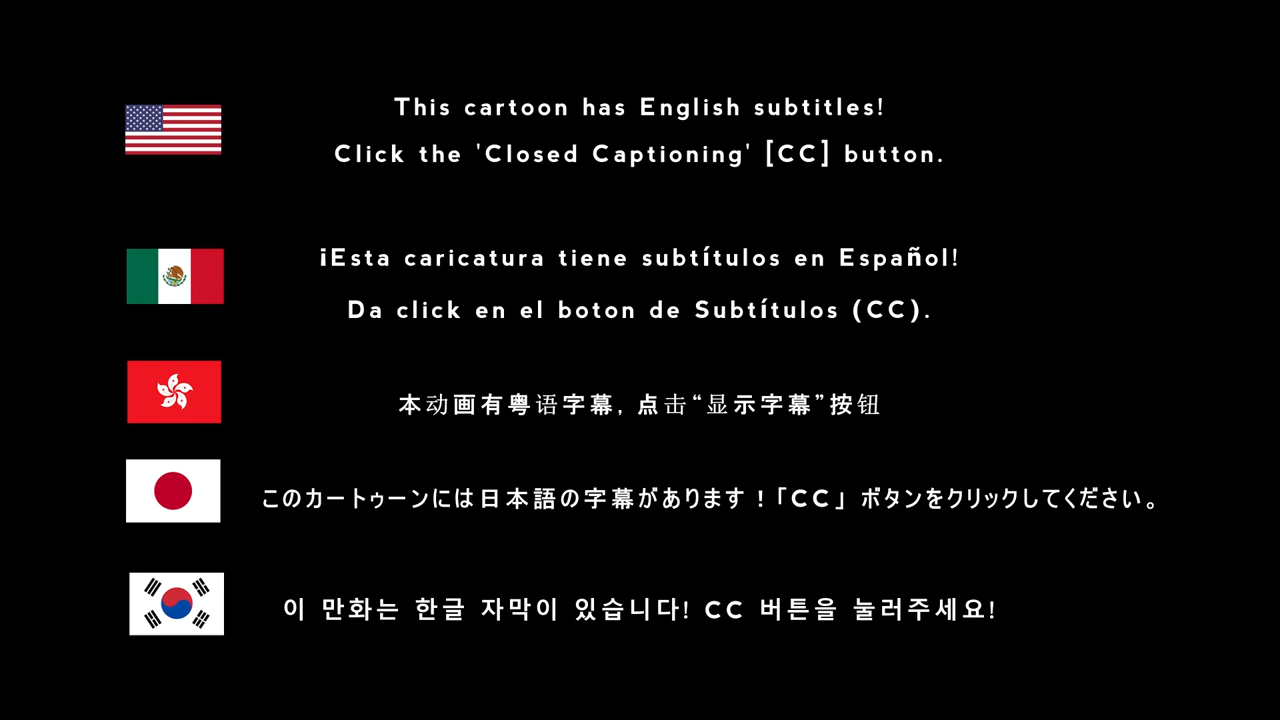 This cartoon has English subtitles!
Click the 'Closed Captioning' [CC] button.
¡Esta caricatura tiene subtítulos en Español!
Da click en el boton de Subtítulos (CC).
本动画有粤语字幕, 点击“显示字幕”按钮
このカートゥーンには日本語の字幕があります！「CC」ボタンをクリックしてください。
이 만화는 한글 자막이 있습니다! CC 버튼을 눌러주세요!